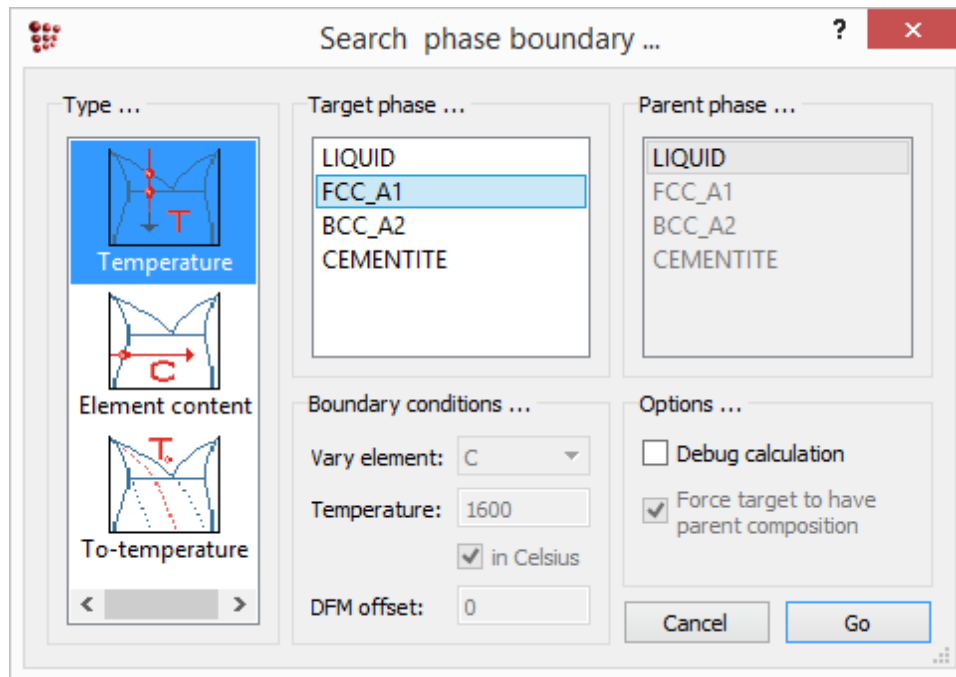 Search phase boundary ...
?
×
Type ...
T
Temperature
C
Element content
To
To-temperature
<
>
Target phase ...
LIQUID
FCC_A1
BCC_A2
CEMENTITE
Parent phase ...
LIQUID
FCC_A1
BCC_A2
CEMENTITE
Boundary conditions ...
Vary element: C
Temperature: 1600
in Celsius
DFM offset: 0
Options ...
Debug calculation
Force target to have
parent composition
Cancel
Go